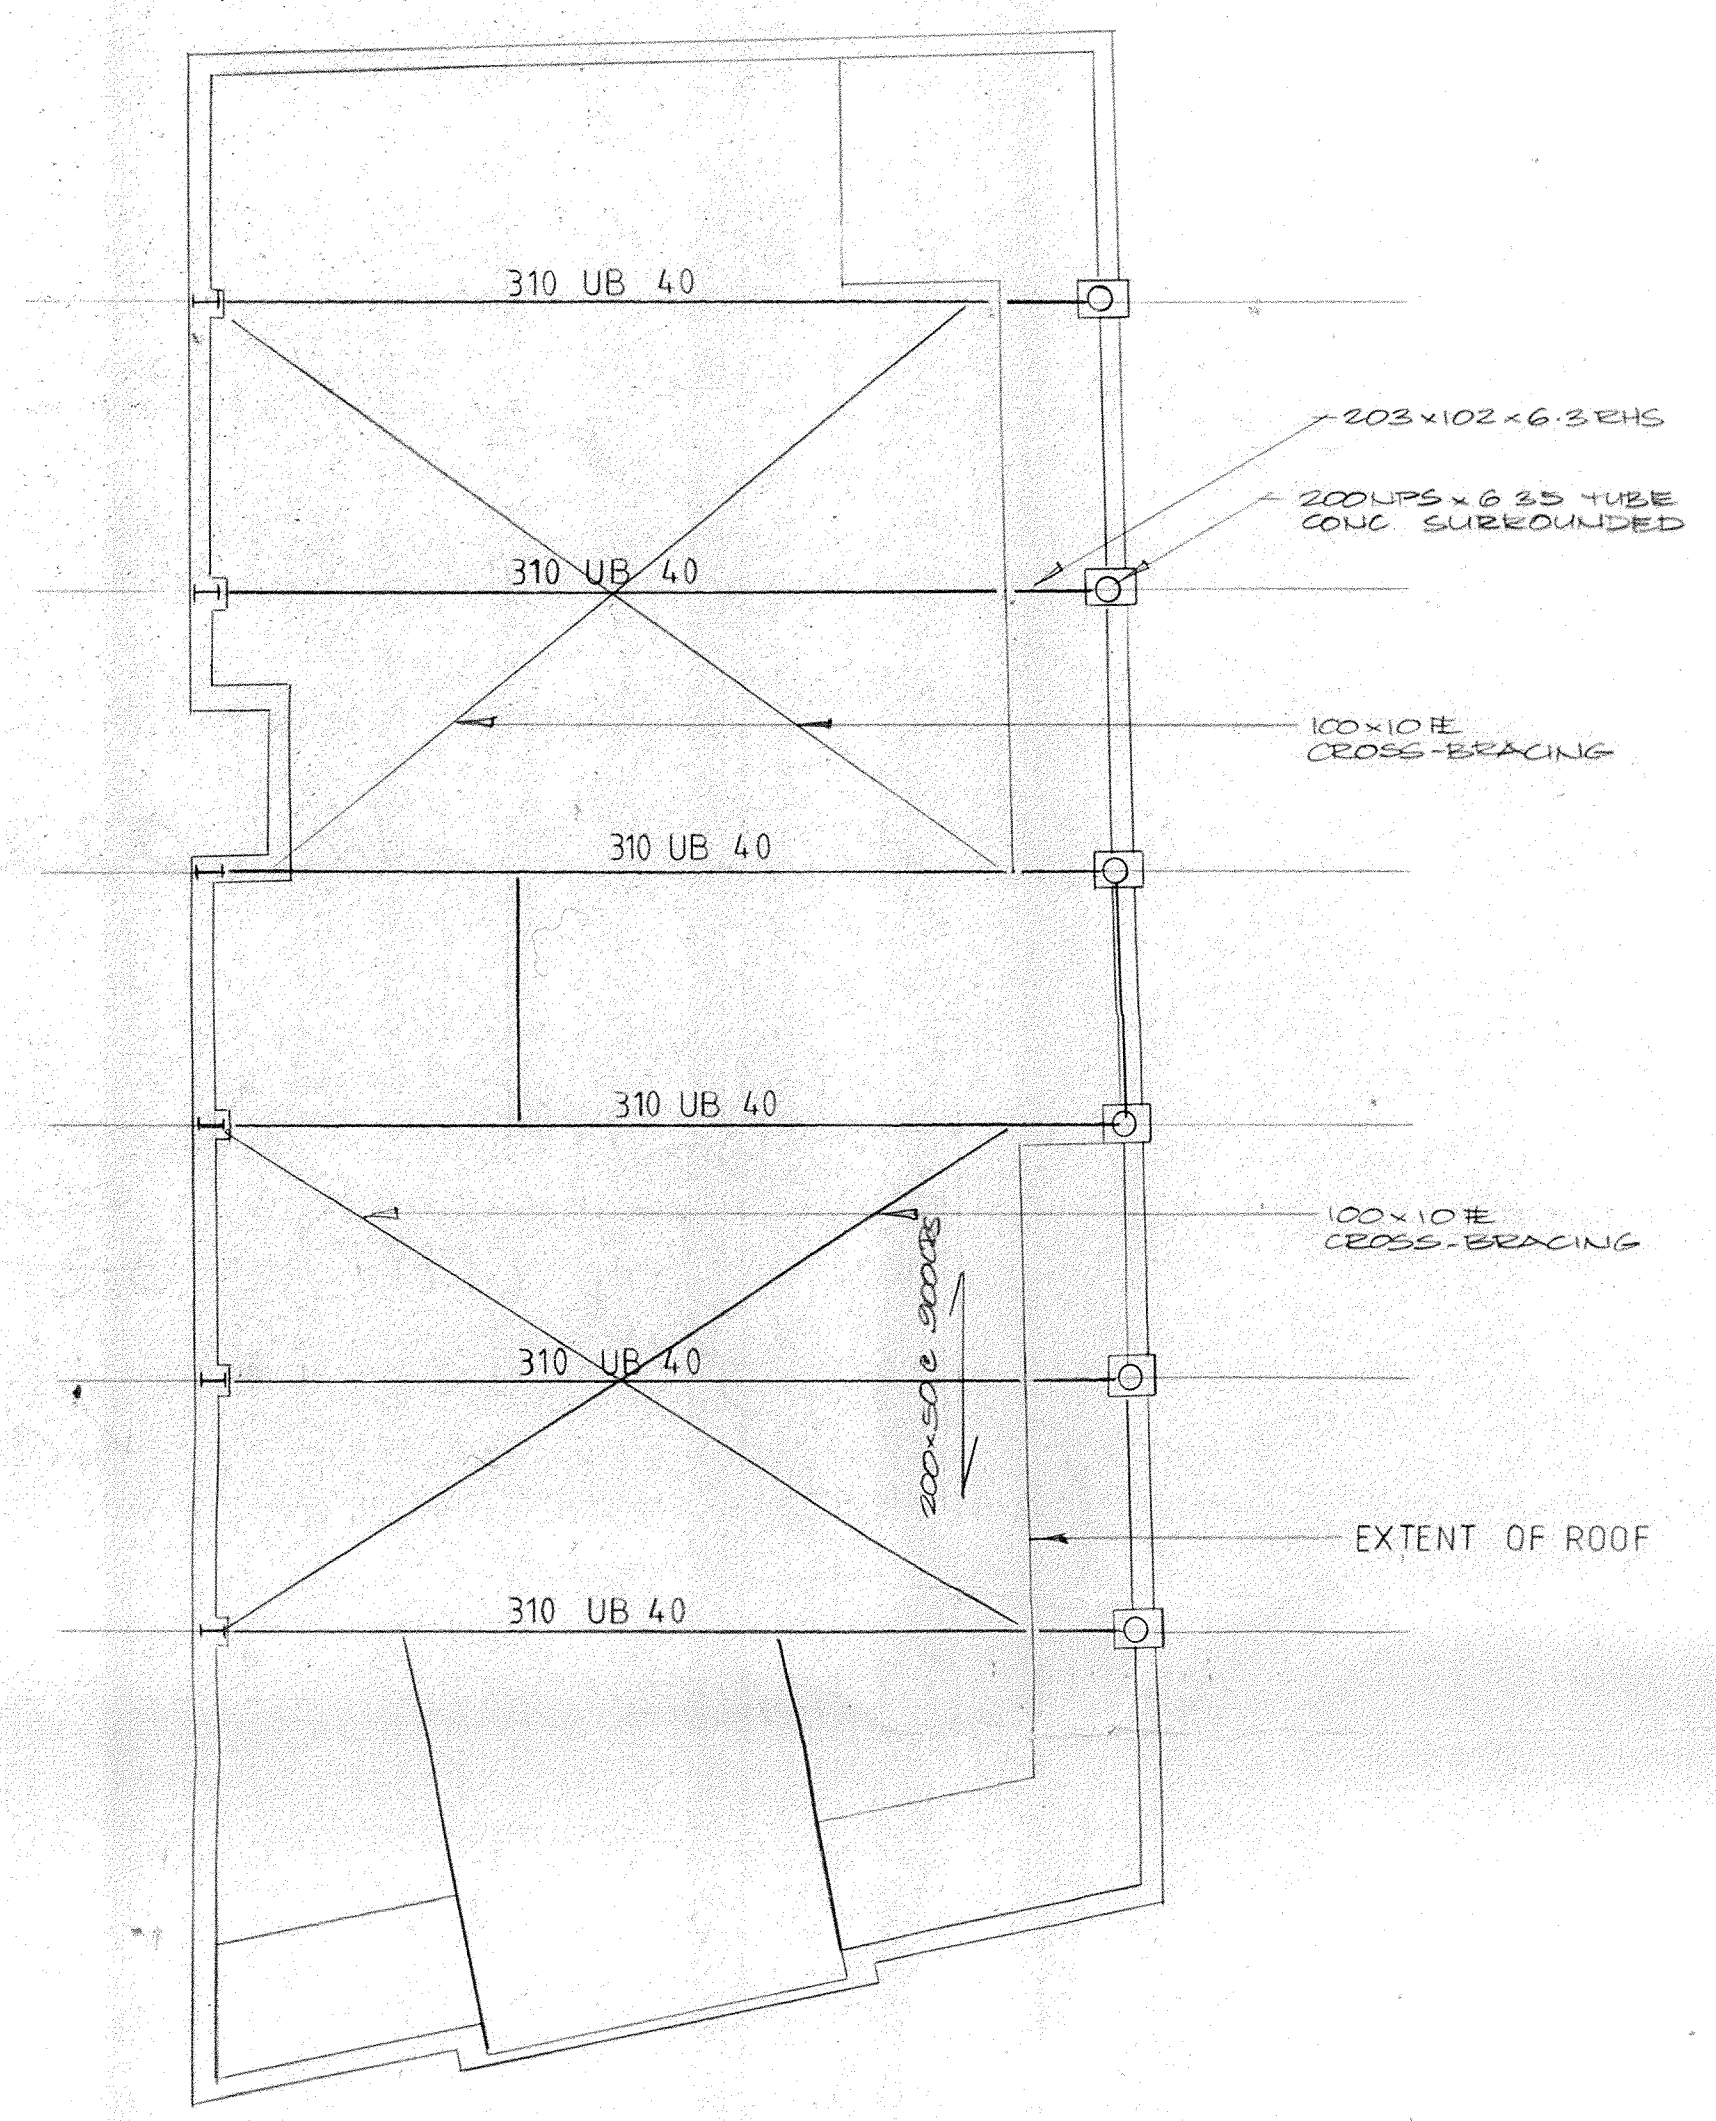 310 UB 40
203x102x6.3 RHS
200NPS x 6 35 TUBE
CONC. SURROUNDED
310 UB 40
100x10 FL
CROSS-BRACING
310 UB 40
310 UB 40
100x10 FL
CROSS-BRACING
200x50 @ 900CRS
310 UB 40
EXTENT OF ROOF
310 UB 40